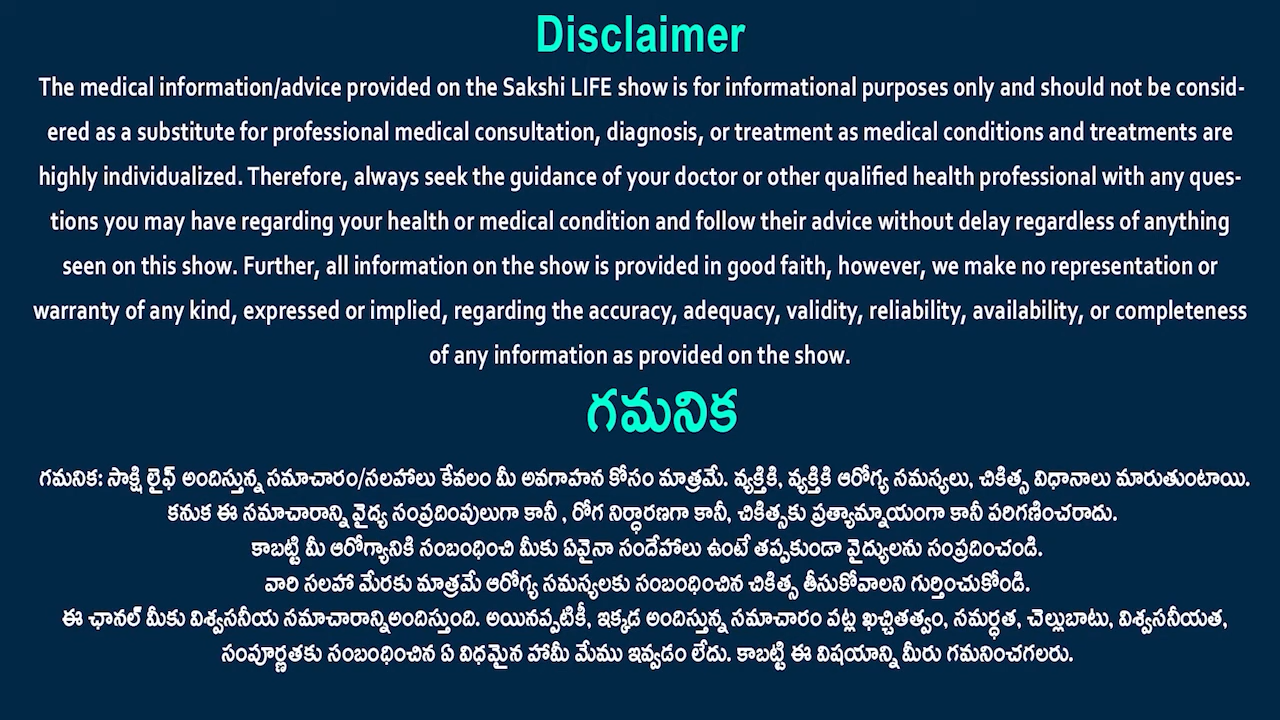 Disclaimer
The medical information/advice provided on the Sakshi LIFE show is for informational purposes only and should not be consid-
ered as a substitute for professional medical consultation, diagnosis, or treatment as medical conditions and treatments are
highly individualized. Therefore, always seek the guidance of your doctor or other qualified health professional with any ques-
tions you may have regarding your health or medical condition and follow their advice without delay regardless of anything
seen on this show. Further, all information on the show is provided in good faith, however, we make no representation or
warranty of any kind, expressed or implied, regarding the accuracy, adequacy, validity, reliability, availability, or completeness
of any information as provided on the show.
గమనిక
గమనిక: సాక్షి లైఫ్ అందిస్తున్న సమాచారం/సలహాలు కేవలం మీ అవగాహన కోసం మాత్రమే. వ్యక్తికి, వ్యక్తికి ఆరోగ్య సమస్యలు, చికిత్స విధానాలు మారుతుంటాయి.
కనుక ఈ సమాచారాన్ని వైద్య సంప్రదింపులుగా కానీ , రోగ నిర్ధారణగా కానీ, చికిత్సకు ప్రత్యామ్నాయంగా కానీ పరిగణించరాదు.
కాబట్టి మీ ఆరోగ్యానికి సంబంధించి మీకు ఏవైనా సందేహాలు ఉంటే తప్పకుండా వైద్యులను సంప్రదించండి.
వారి సలహా మేరకు మాత్రమే ఆరోగ్య సమస్యలకు సంబంధించిన చికిత్స తీసుకోవాలని గుర్తించుకోండి.
ఈ ఛానల్ మీకు విశ్వసనీయ సమాచారాన్నిఅందిస్తుంది. అయినప్పటికీ, ఇక్కడ అందిస్తున్న సమాచారం పట్ల ఖచ్చితత్వం, సమర్ధత, చెల్లుబాటు, విశ్వసనీయత,
సంపూర్ణతకు సంబంధించిన ఏ విధమైన హామీ మేము ఇవ్వడం లేదు. కాబట్టి ఈ విషయాన్ని మీరు గమనించగలరు.